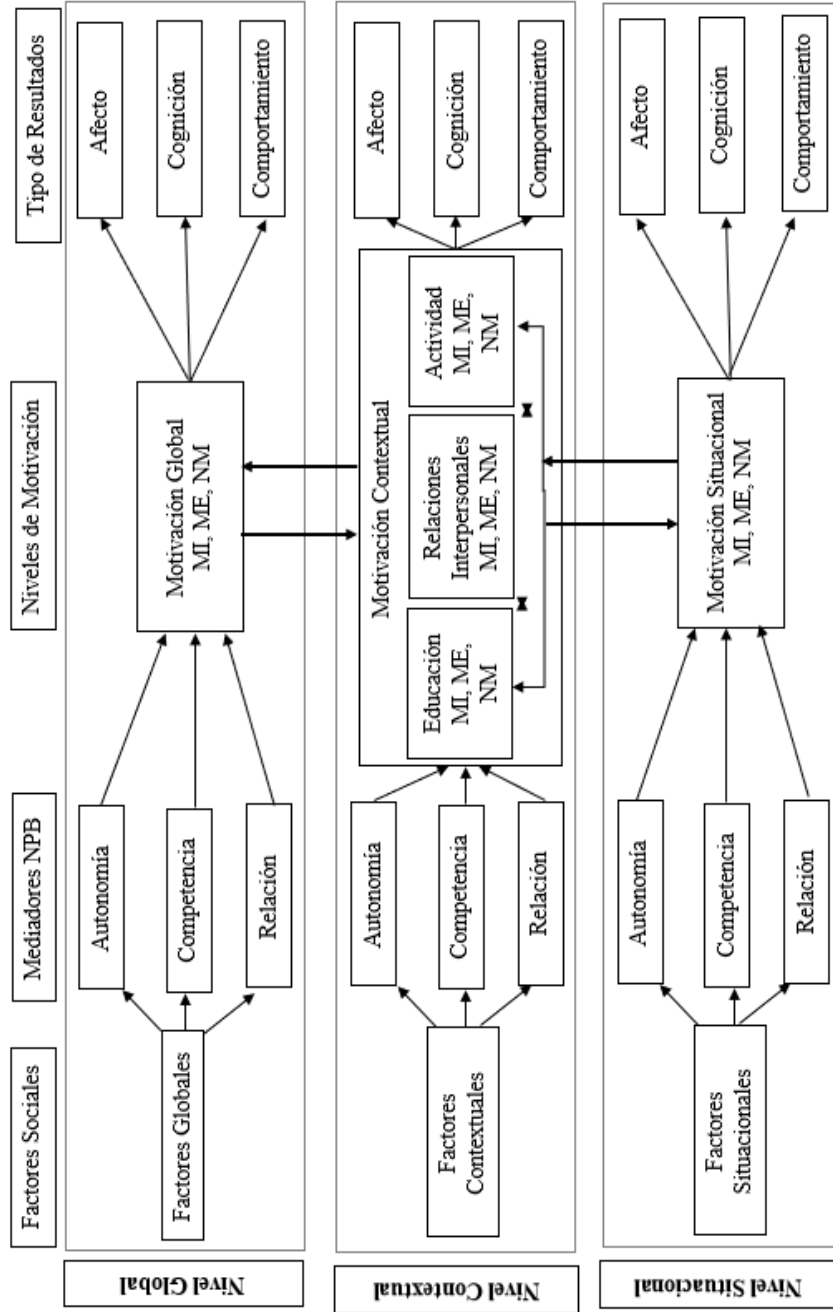 Factores Sociales
Mediadores NPB
Niveles de Motivación
Tipo de Resultados
Nivel Global
Factores Globales
Autonomía
Competencia
Relación
Motivación Global
MI, ME, NM
Afecto
Cognición
Comportamiento
Nivel Contextual
Factores
Contextuales
Autonomía
Competencia
Relación
Motivación Contextual
Educación
MI, ME,
NM
Relaciones
Interpersonales
MI, ME, NM
Actividad
MI, ME,
NM
Afecto
Cognición
Comportamiento
Nivel Situacional
Factores
Situacionales
Autonomía
Competencia
Relación
Motivación Situacional
MI, ME, NM
Afecto
Cognición
Comportamiento